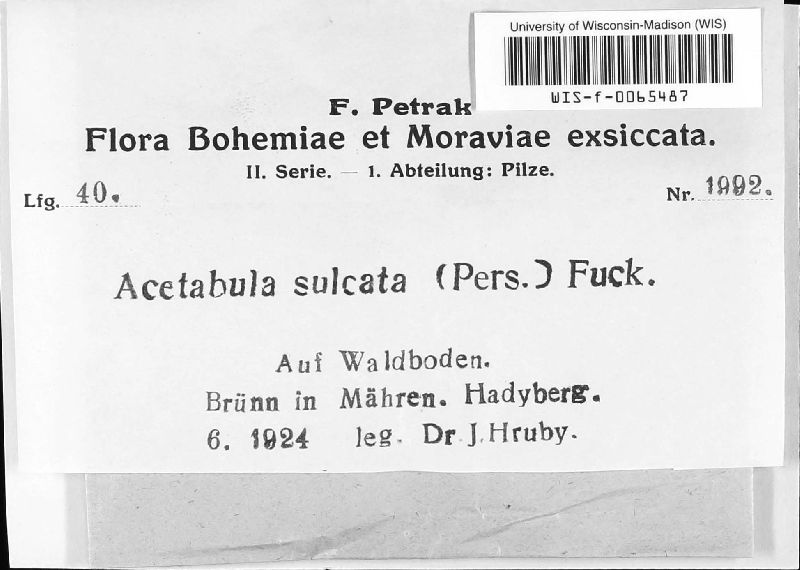 University of Wisconsin-Madison (WIS)
WIS-f-0065487
F. Petrak
Flora Bohemiae et Moraviae exsiccata.
II. Serie. — 1. Abteilung: Pilze.
Lfg. 40.
Nr. 1992.
Acetabula sulcata (Pers.) Fuck.
Auf Waldboden.
Brünn in Mähren. Hadyberg.
6. 1924 leg. Dr. J. Hruby.